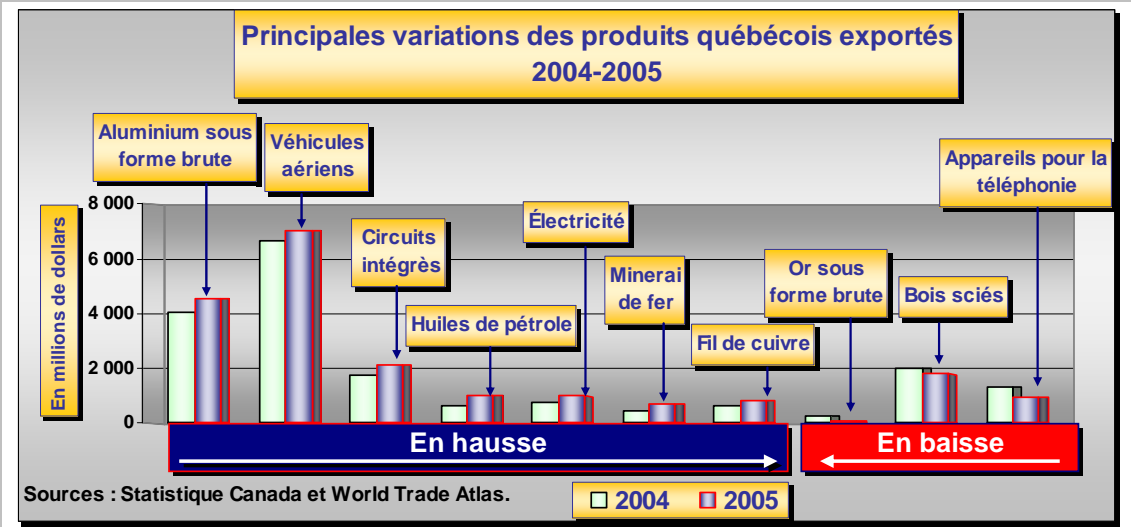 Principales variations des produits québécois exportés
2004-2005
Aluminium sous
forme brute
Véhicules
aériens
Circuits
intégrès
Huiles de pétrole
Électricité
Minerai
de fer
Fil de cuivre
Or sous
forme brute
Bois sciés
Appareils pour la
téléphonie
En millions de dollars
8 000
6 000
4 000
2 000
0
En hausse
En baisse
Sources : Statistique Canada et World Trade Atlas.
2004 2005